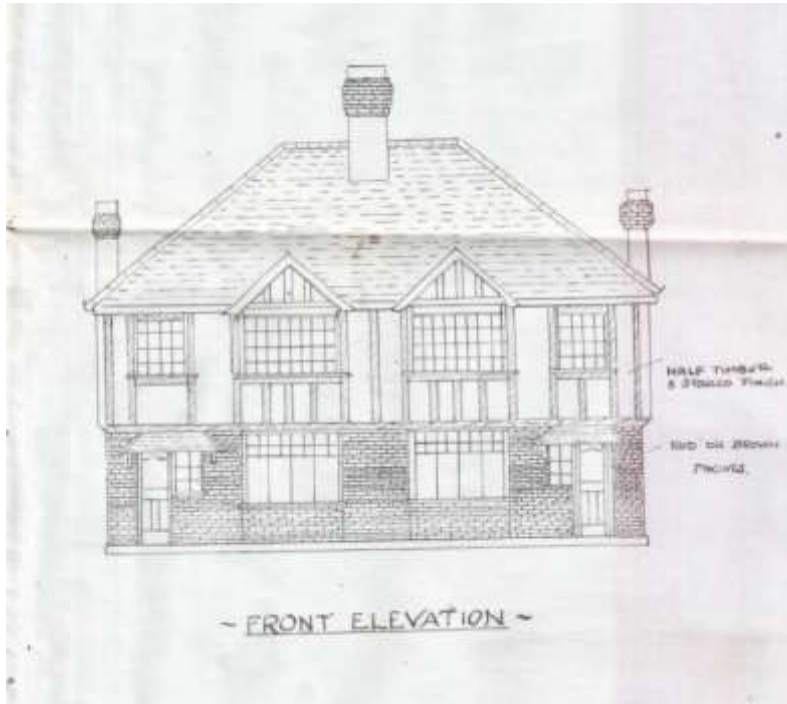 HALF TIMBER
& STUCCO FINISH
RED OR BROWN
FACINGS.
~ FRONT ELEVATION ~